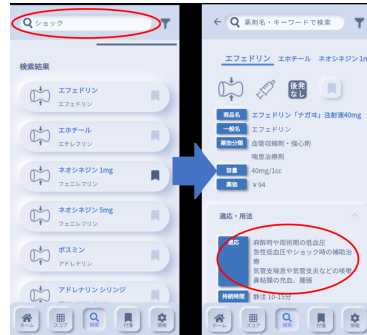 ショック
検索結果
エフェドリン
エフェドリン
エホチール
エチレフリン
ネオシネジン 1mg
フェニレフリン
ネオシネジン 5mg
フェニレフリン
ボスミン
アドレナリン
アドレナリン シリンジ
アドレナリン
ホーム
スコア
検索
付箋
情報
薬剤名・キーワードで検索
エフェドリン エホチール ネオシネジン 1m
後発なし
商品名 エフェドリン「ナガヰ」注射液40mg
一般名 エフェドリン
薬効分類 血管収縮剤・強心剤
喘息治療剤
容量 40mg/1cc
薬価 ¥94
適応・用法
適応 麻酔時や周術期の低血圧
急性低血圧やショック時の補助治
療
気管支喘息や気管支炎などの咳嗽
鼻粘膜の充血、腫脹
持続時間 静注 10-15分
ホーム
スコア
検索
付箋
情報